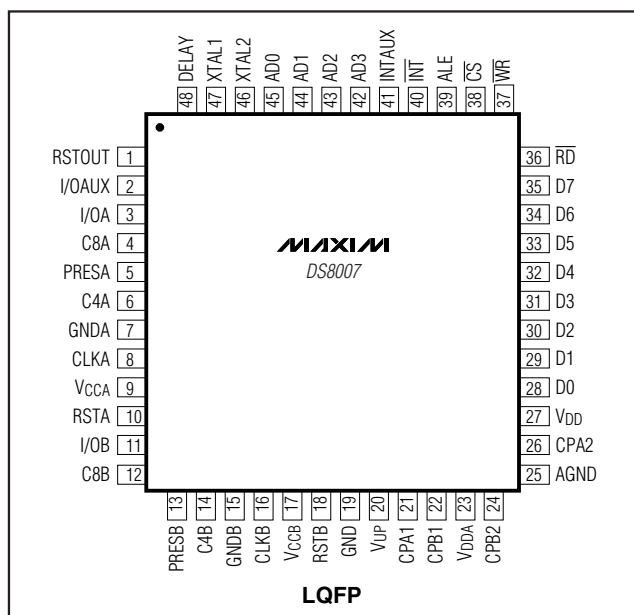 DELAY XTAL1 XTAL2 AD0 AD1 AD2 AD3 INTAUX INT ALE CS WR
48 47 46 45 44 43 42 41 40 39 38 37
RSTOUT 1
I/OAUX 2
I/OA 3
C8A 4
PRESA 5
C4A 6
GNDA 7
CLKA 8
VCCA 9
RSTA 10
I/OB 11
C8B 12
MAXIM
DS8007
36 RD
35 D7
34 D6
33 D5
32 D4
31 D3
30 D2
29 D1
28 D0
27 VDD
26 CPA2
25 AGND
13 14 15 16 17 18 19 20 21 22 23 24
PRESB C4B GNDB CLKB VCCB RSTB GND VUP CPA1 CPB1 VDDA CPB2
LQFP